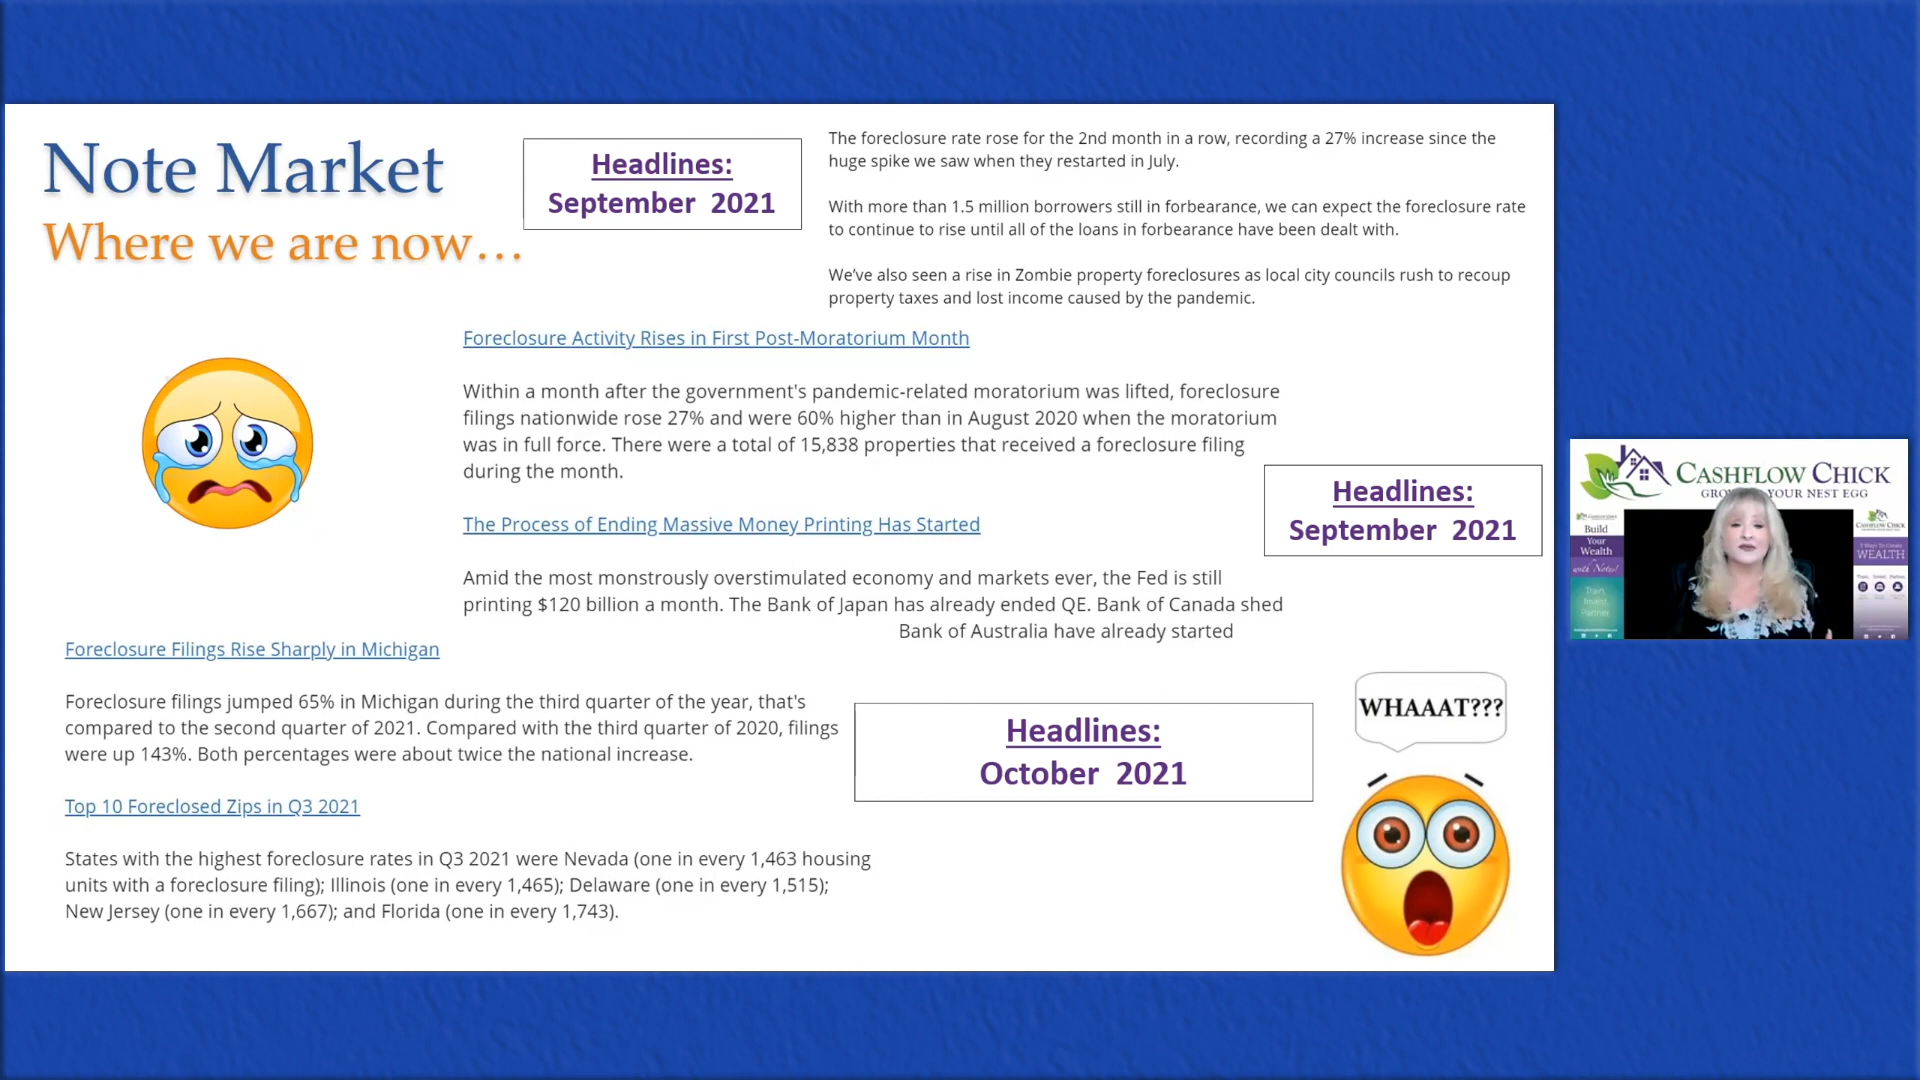 Note Market
Where we are now...
Headlines:
September 2021
The foreclosure rate rose for the 2nd month in a row, recording a 27% increase since the
huge spike we saw when they restarted in July.
With more than 1.5 million borrowers still in forbearance, we can expect the foreclosure rate
to continue to rise until all of the loans in forbearance have been dealt with.
We've also seen a rise in Zombie property foreclosures as local city councils rush to recoup
property taxes and lost income caused by the pandemic.
Foreclosure Activity Rises in First Post-Moratorium Month
Within a month after the government's pandemic-related moratorium was lifted, foreclosure
filings nationwide rose 27% and were 60% higher than in August 2020 when the moratorium
was in full force. There were a total of 15,838 properties that received a foreclosure filing
during the month.
Headlines:
September 2021
The Process of Ending Massive Money Printing Has Started
Amid the most monstrously overstimulated economy and markets ever, the Fed is still
printing $120 billion a month. The Bank of Japan has already ended QE. Bank of Canada shed
Bank of Australia have already started
Foreclosure Filings Rise Sharply in Michigan
Foreclosure filings jumped 65% in Michigan during the third quarter of the year, that's
compared to the second quarter of 2021. Compared with the third quarter of 2020, filings
were up 143%. Both percentages were about twice the national increase.
Headlines:
October 2021
WHAAAT???
Top 10 Foreclosed Zips in Q3 2021
States with the highest foreclosure rates in Q3 2021 were Nevada (one in every 1,463 housing
units with a foreclosure filing); Illinois (one in every 1,465); Delaware (one in every 1,515);
New Jersey (one in every 1,667); and Florida (one in every 1,743).
CASHFLOW CHICK
YOUR NEST EGG
Build
Your
Wealth
with Notes!
Train,
Invest,
Partner
WEALTH